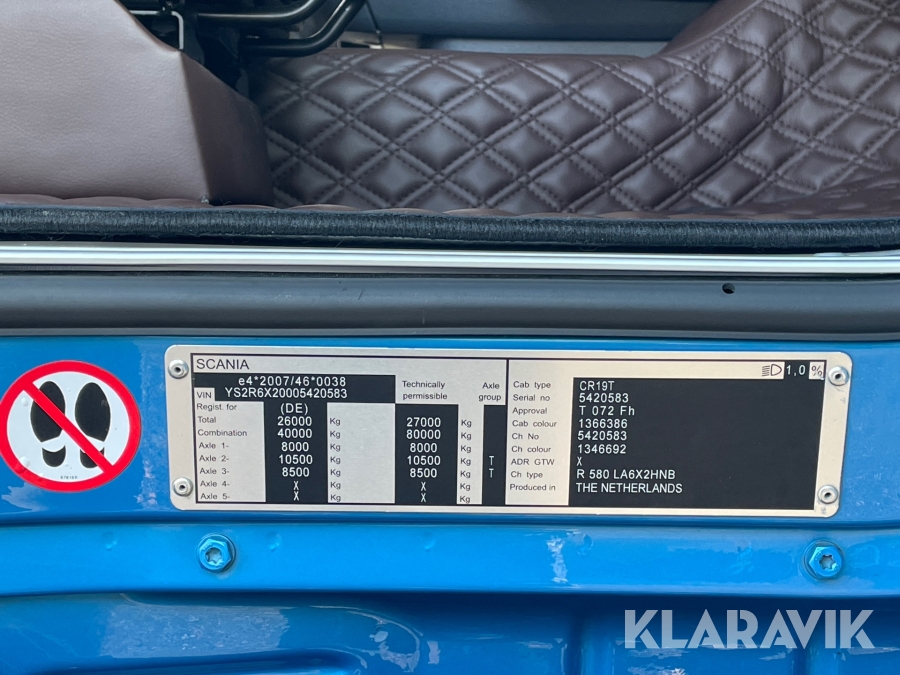 SCANIA
e4*2007/46*0038
VIN YS2R6X20005420583
Technically permissible
Axle group
Regist. for (DE)
Total 26000 Kg 27000 Kg
Combination 40000 Kg 80000 Kg
Axle 1- 8000 Kg 8000 Kg
Axle 2- 10500 Kg 10500 Kg T
Axle 3- 8500 Kg 8500 Kg T
Axle 4- X Kg X Kg
Axle 5- X Kg X Kg
1,0 %
Cab type CR19T
Serial no 5420583
Approval T 072 Fh
Cab colour 1366386
Ch No 5420583
Ch colour 1346692
ADR GTW X
Ch type R 580 LA6X2HNB
Produced in THE NETHERLANDS
KLARAVIK